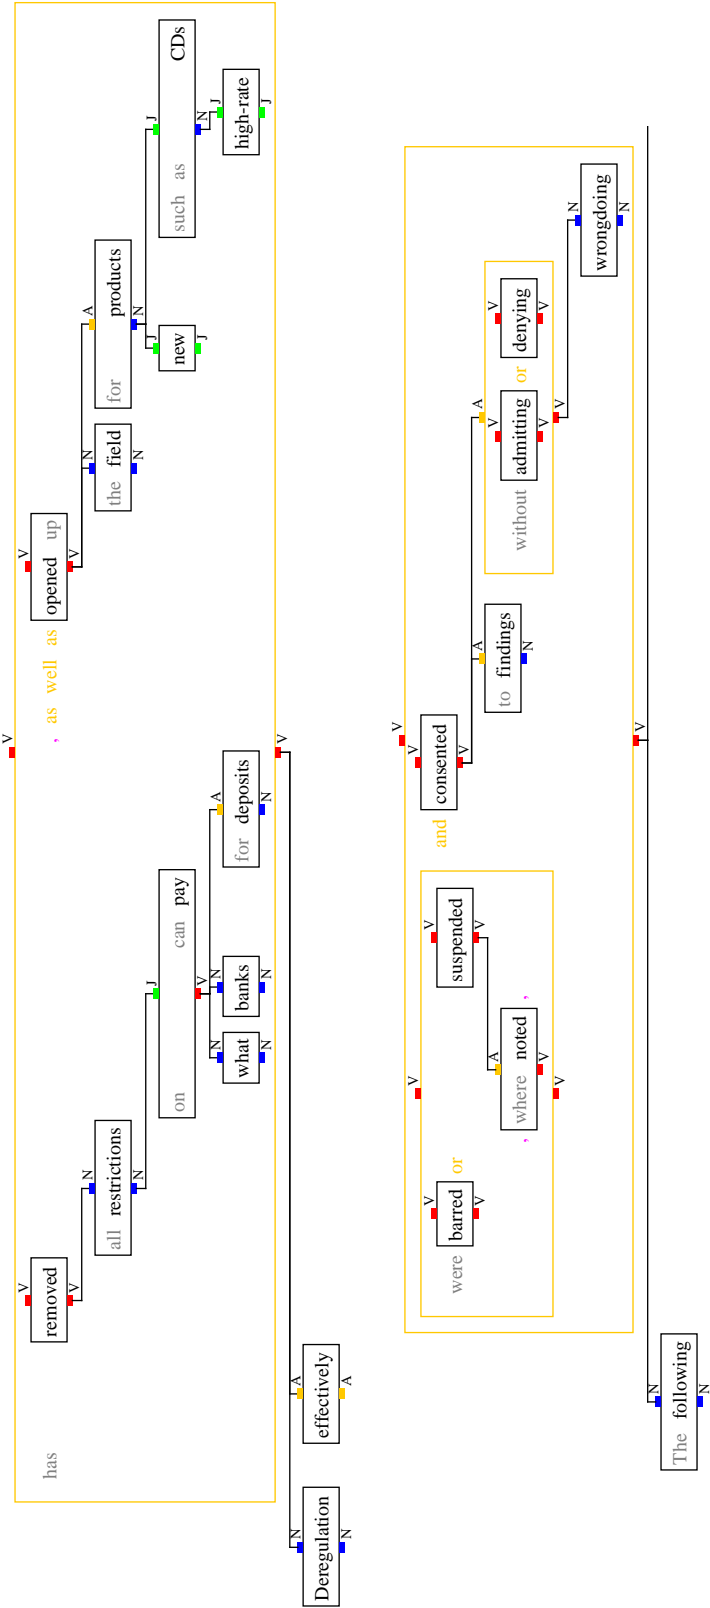 V
V V
has removed , as well as opened up
V V
N N A
all restrictions the field for products
N N N
J J J
on can pay new such as CDs
V J N
N N A J
what banks for deposits high-rate
N N N J
V
N A
Deregulation effectively
N A
V
V V
V V
and consented
were barred or suspended
V
V V A A
A V V
, where noted , to findings without admitting or denying
V N V V
V V
N
wrongdoing
N
V
N
The following
N